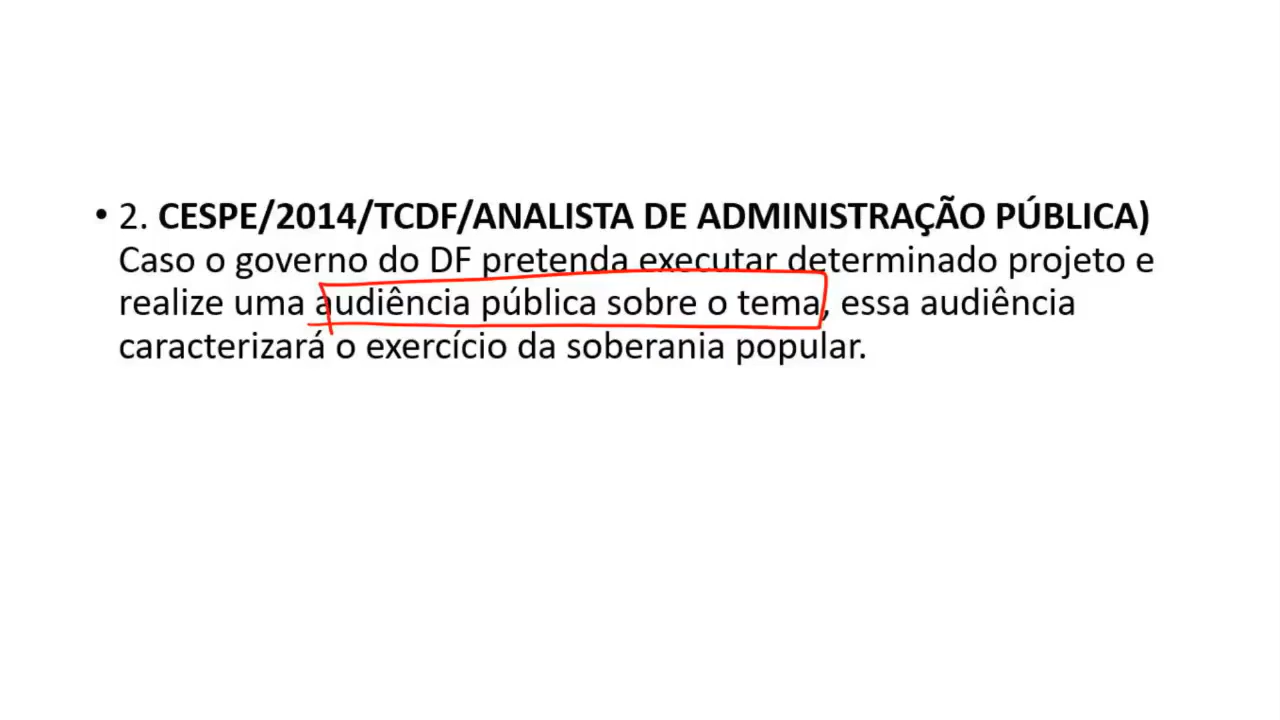 • 2. CESPE/2014/TCDF/ANALISTA DE ADMINISTRAÇÃO PÚBLICA)
Caso o governo do DF pretenda executar determinado projeto e
realize uma audiência pública sobre o tema, essa audiência
caracterizará o exercício da soberania popular.